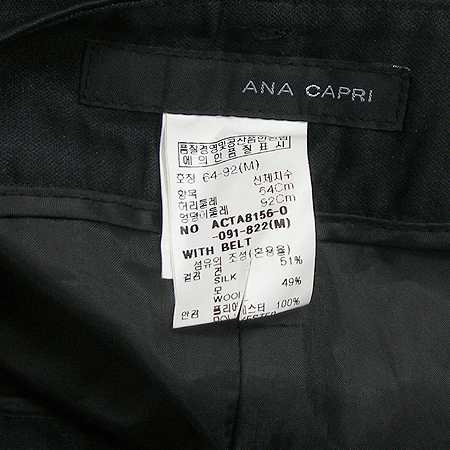 ANA CAPRI
품질경영및공산품안전관리법
에 의한 품질표시
호칭 64-92(M)
항목 신체치수
허리둘레 64Cm
엉덩이둘레 92Cm
NO ACTA8156-0
-091-822(M)
WITH BELT
섬유의 조성(혼용율)
겉감 견 51%
SILK
모 49%
WOOL
안감 폴리에스터 100%
POLYESTER